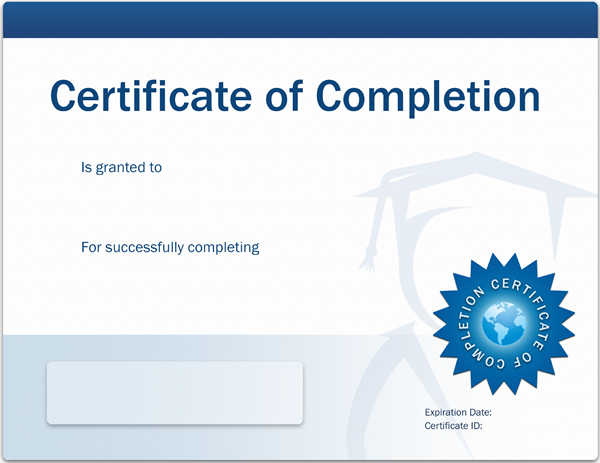 Certificate of Completion
Is granted to
For successfully completing
COMPLETION CERTIFICATE OF
Expiration Date:
Certificate ID: